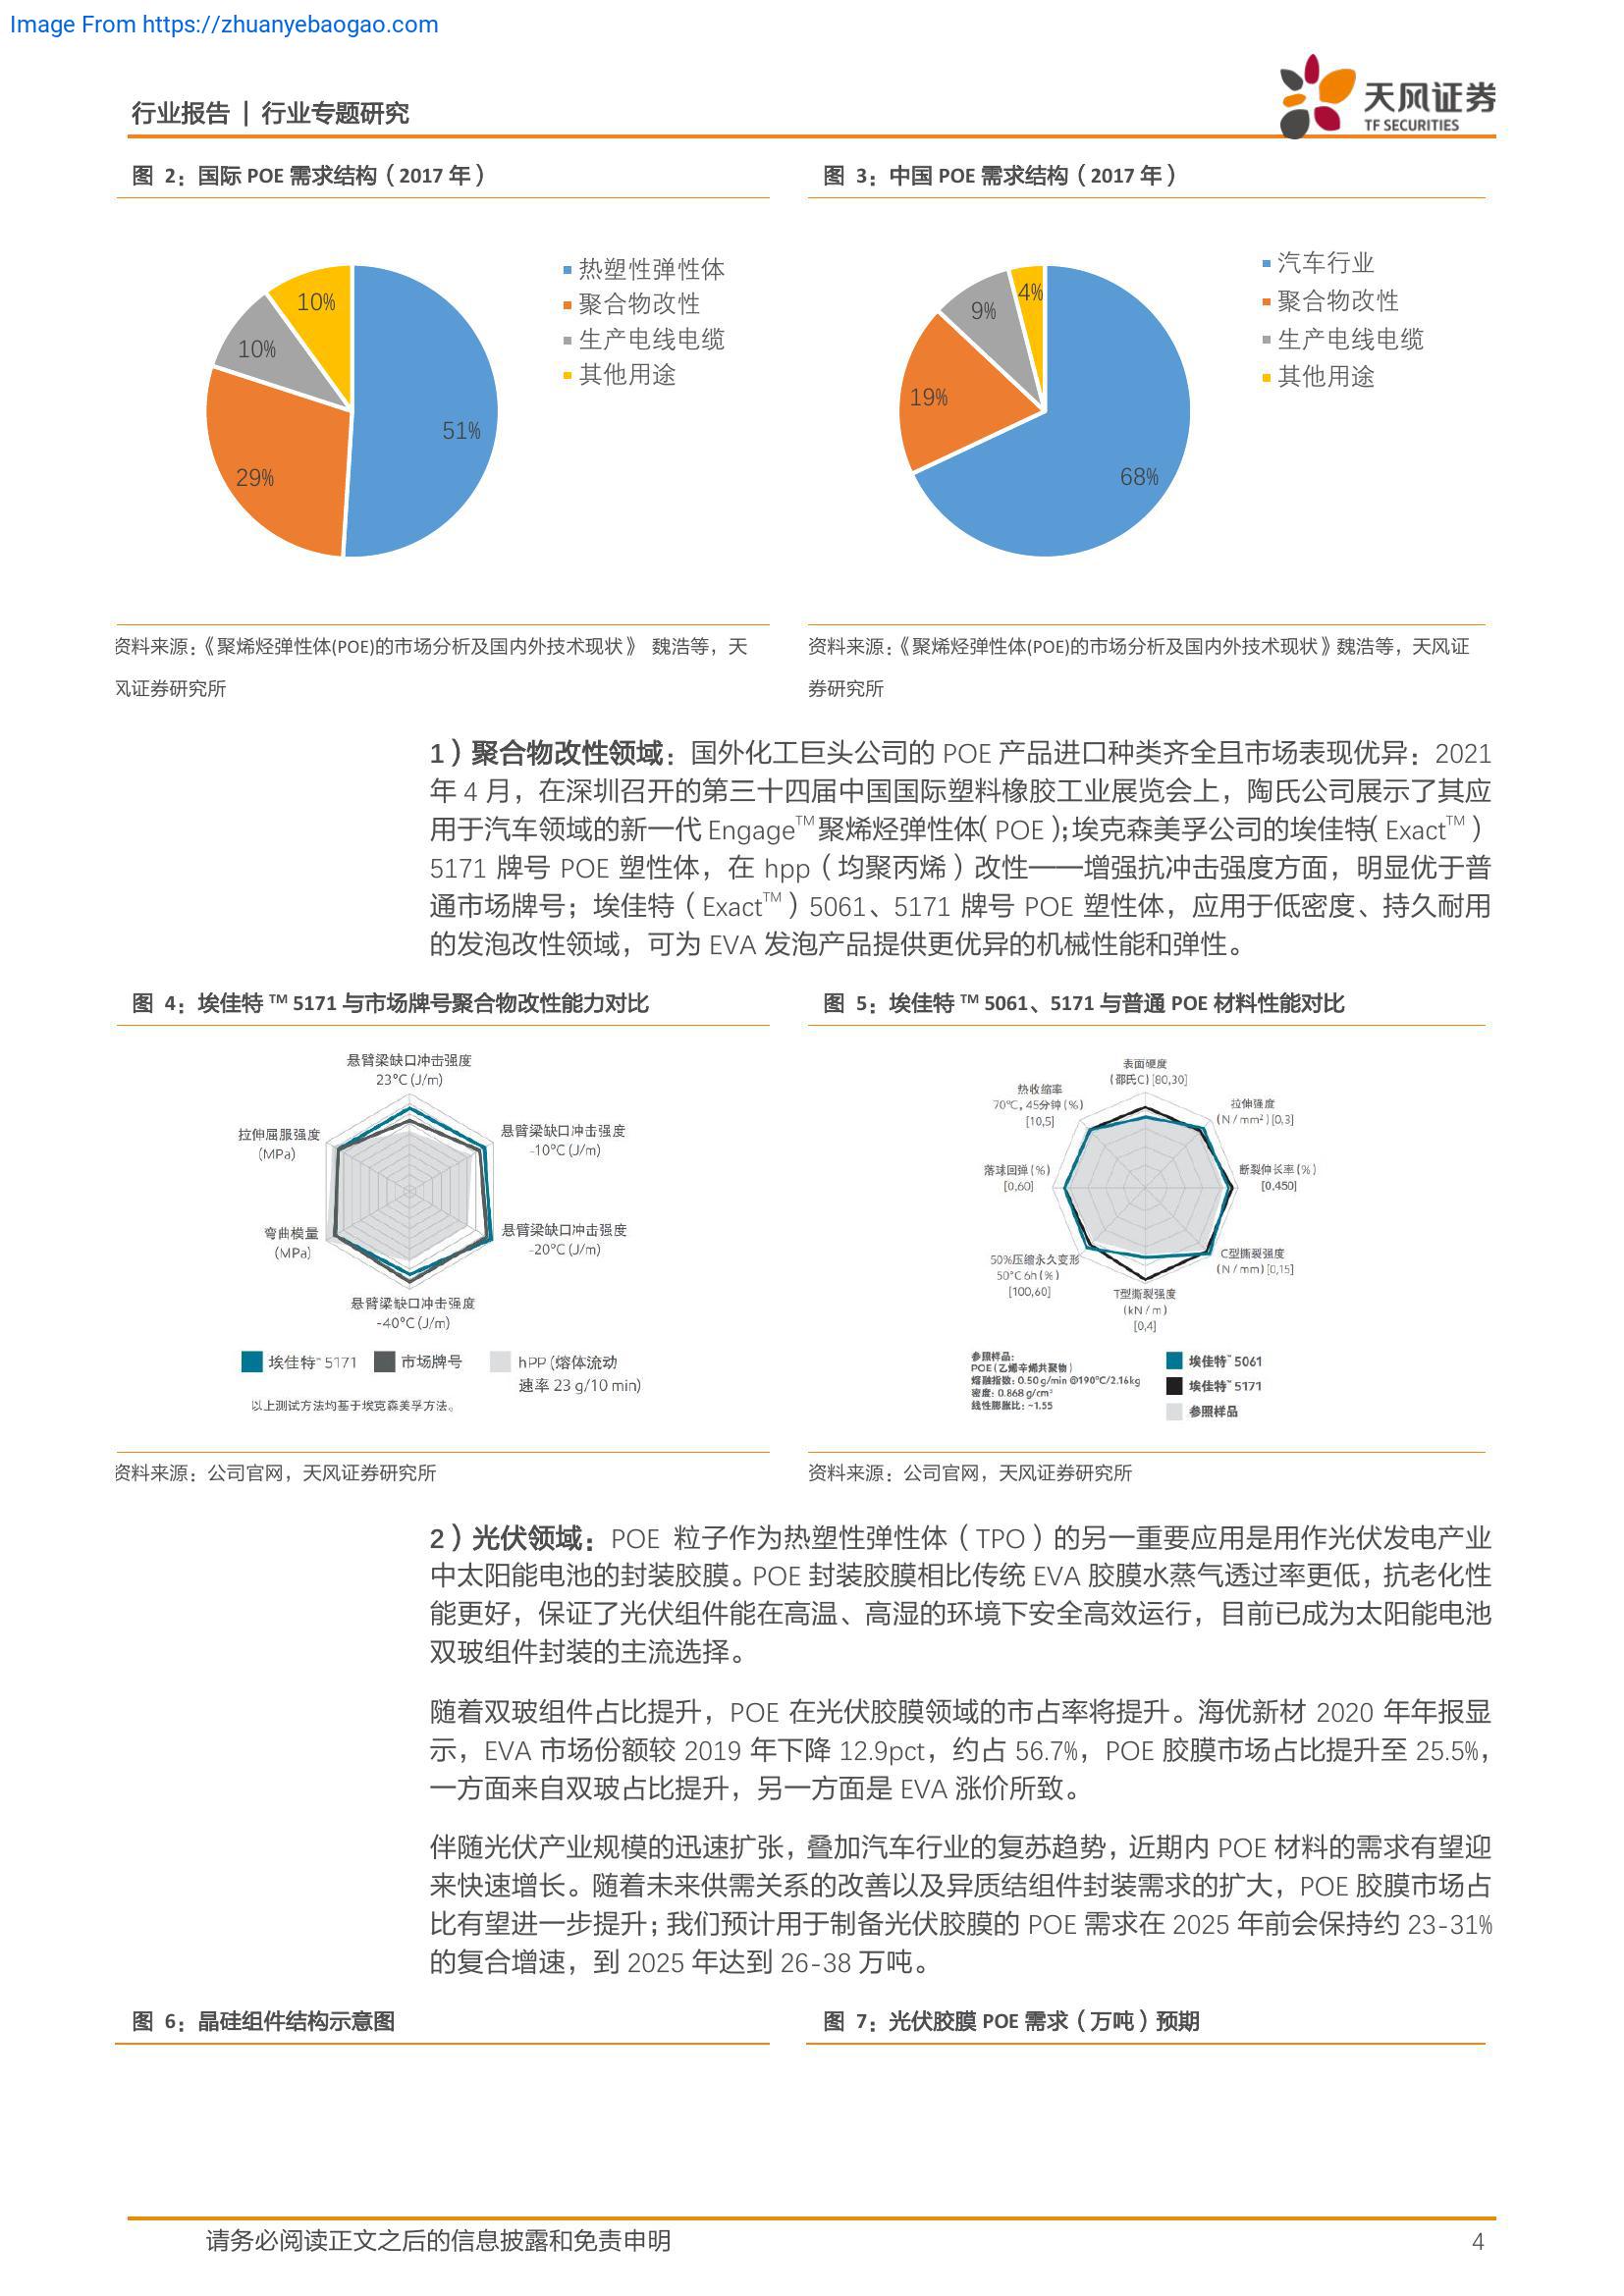 Image From https://zhuanyebaogao.com
行业报告 | 行业专题研究
天风证券
TF SECURITIES
图 2：国际 POE 需求结构（2017 年）
热塑性弹性体
聚合物改性
生产电线电缆
其他用途
10%
10%
29%
51%
资料来源：《聚烯烃弹性体(POE)的市场分析及国内外技术现状》 魏浩等，天
风证券研究所
图 3：中国 POE 需求结构（2017 年）
汽车行业
聚合物改性
生产电线电缆
其他用途
4%
9%
19%
68%
资料来源：《聚烯烃弹性体(POE)的市场分析及国内外技术现状》魏浩等，天风证
券研究所
1）聚合物改性领域：国外化工巨头公司的 POE 产品进口种类齐全且市场表现优异：2021
年 4 月，在深圳召开的第三十四届中国国际塑料橡胶工业展览会上，陶氏公司展示了其应
用于汽车领域的新一代 Engage™聚烯烃弹性体（POE）；埃克森美孚公司的埃佳特（Exact™）
5171 牌号 POE 塑性体，在 hpp（均聚丙烯）改性——增强抗冲击强度方面，明显优于普
通市场牌号；埃佳特（Exact™）5061、5171 牌号 POE 塑性体，应用于低密度、持久耐用
的发泡改性领域，可为 EVA 发泡产品提供更优异的机械性能和弹性。
图 4：埃佳特 ™ 5171 与市场牌号聚合物改性能力对比
悬臂梁缺口冲击强度
23°C (J/m)
悬臂梁缺口冲击强度
-10°C (J/m)
悬臂梁缺口冲击强度
-20°C (J/m)
悬臂梁缺口冲击强度
-40°C (J/m)
弯曲模量
(MPa)
拉伸屈服强度
(MPa)
埃佳特™ 5171
市场牌号
hPP (熔体流动
速率 23 g/10 min)
以上测试方法均基于埃克森美孚方法。
资料来源：公司官网，天风证券研究所
图 5：埃佳特 ™ 5061、5171 与普通 POE 材料性能对比
表面硬度
(邵氏C) [80,30]
拉伸强度
(N / mm²) [0,3]
断裂伸长率 (%)
[0,450]
C型撕裂强度
(N / mm) [0,15]
T型撕裂强度
(kN / m)
[0,4]
50%压缩永久变形
50°C 6h (%)
[100,60]
落球回弹 (%)
[0,60]
热收缩率
70°C, 45分钟 (%)
[10,5]
参照样品:
POE (乙烯辛烯共聚物)
熔融指数: 0.50 g/min @190°C/2.16kg
密度: 0.868 g/cm³
线性膨胀比: ~1.55
埃佳特™ 5061
埃佳特™ 5171
参照样品
资料来源：公司官网，天风证券研究所
2）光伏领域：POE 粒子作为热塑性弹性体（TPO）的另一重要应用是用作光伏发电产业
中太阳能电池的封装胶膜。POE 封装胶膜相比传统 EVA 胶膜水蒸气透过率更低，抗老化性
能更好，保证了光伏组件能在高温、高湿的环境下安全高效运行，目前已成为太阳能电池
双玻组件封装的主流选择。
随着双玻组件占比提升，POE 在光伏胶膜领域的市占率将提升。海优新材 2020 年年报显
示，EVA 市场份额较 2019 年下降 12.9pct，约占 56.7%，POE 胶膜市场占比提升至 25.5%，
一方面来自双玻占比提升，另一方面是 EVA 涨价所致。
伴随光伏产业规模的迅速扩张，叠加汽车行业的复苏趋势，近期内 POE 材料的需求有望迎
来快速增长。随着未来供需关系的改善以及异质结组件封装需求的扩大，POE 胶膜市场占
比有望进一步提升；我们预计用于制备光伏胶膜的 POE 需求在 2025 年前会保持约 23-31%
的复合增速，到 2025 年达到 26-38 万吨。
图 6：晶硅组件结构示意图
图 7：光伏胶膜 POE 需求（万吨）预期
请务必阅读正文之后的信息披露和免责申明
4